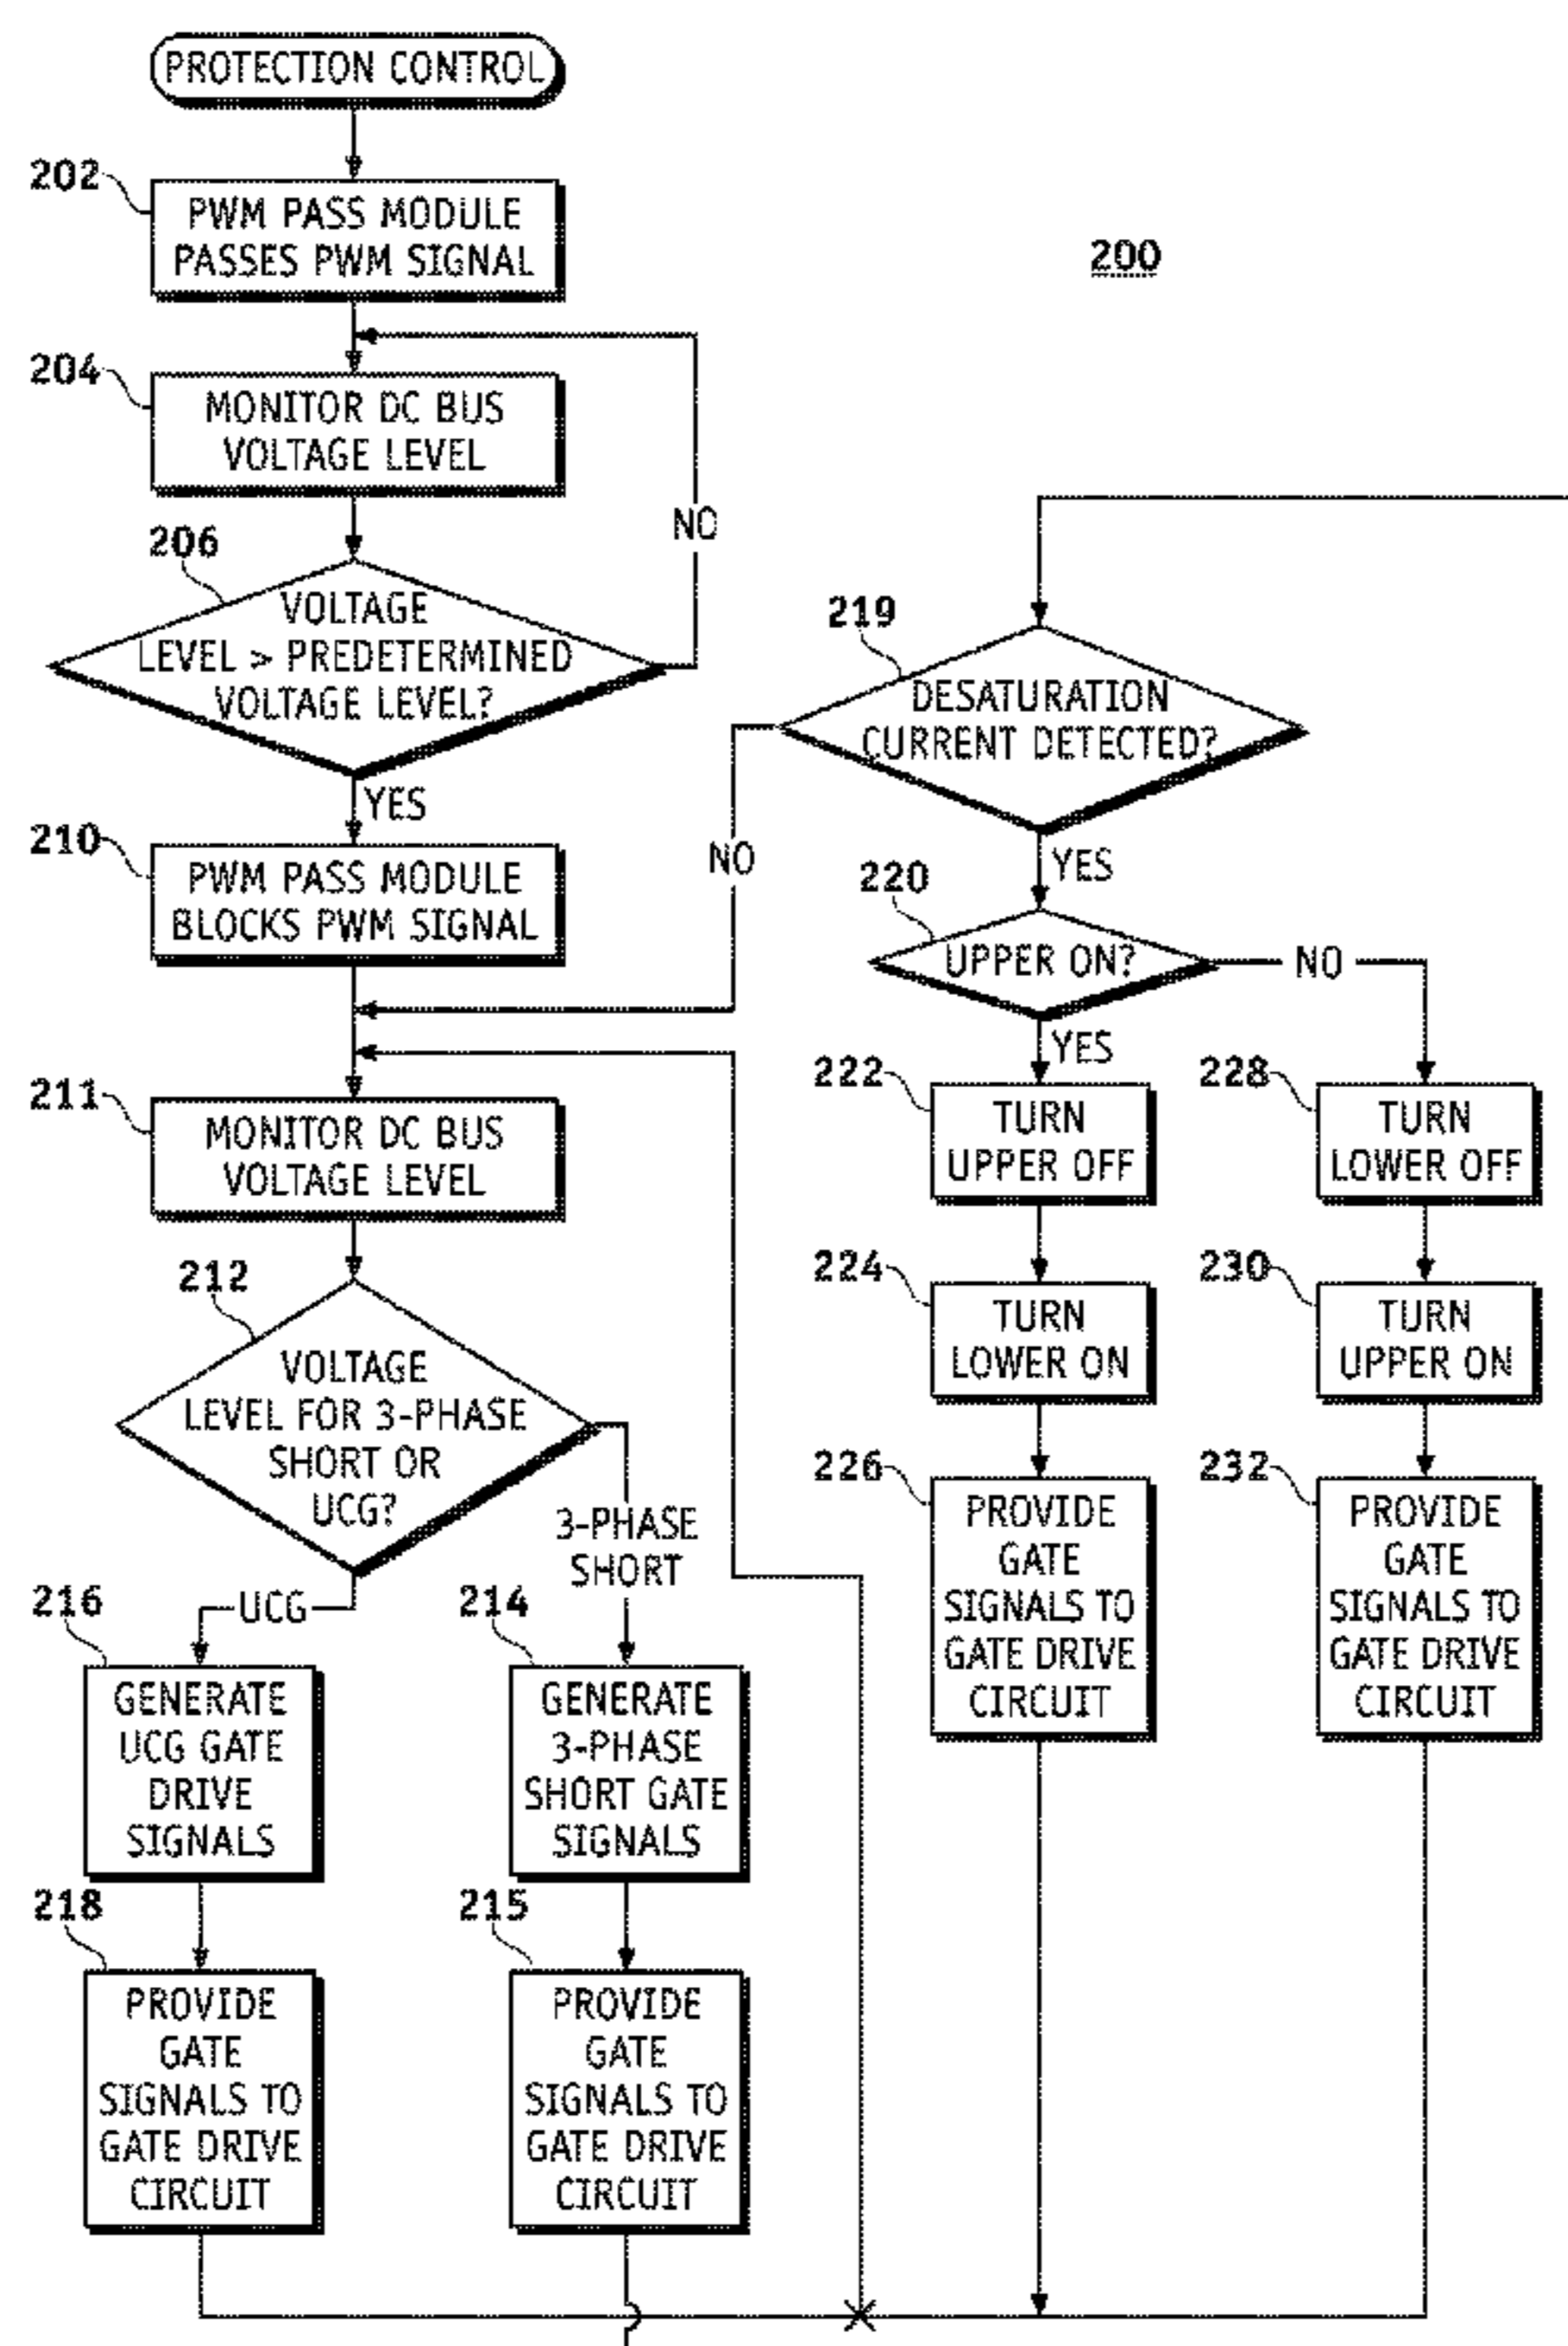 PROTECTION CONTROL
202
PWM PASS MODULE
PASSES PWM SIGNAL
200
204
MONITOR DC BUS
VOLTAGE LEVEL
NO
206
VOLTAGE
LEVEL > PREDETERMINED
VOLTAGE LEVEL?
YES
210
PWM PASS MODULE
BLOCKS PWM SIGNAL
211
MONITOR DC BUS
VOLTAGE LEVEL
212
VOLTAGE
LEVEL FOR 3-PHASE
SHORT OR
UCG?
3-PHASE
SHORT
UCG
216
GENERATE
UCG GATE
DRIVE
SIGNALS
218
PROVIDE
GATE
SIGNALS TO
GATE DRIVE
CIRCUIT
214
GENERATE
3-PHASE
SHORT GATE
SIGNALS
215
PROVIDE
GATE
SIGNALS TO
GATE DRIVE
CIRCUIT
219
DESATURATION
CURRENT DETECTED?
NO
YES
220
UPPER ON?
NO
YES
222
TURN
UPPER OFF
224
TURN
LOWER ON
226
PROVIDE
GATE
SIGNALS TO
GATE DRIVE
CIRCUIT
228
TURN
LOWER OFF
230
TURN
UPPER ON
232
PROVIDE
GATE
SIGNALS TO
GATE DRIVE
CIRCUIT